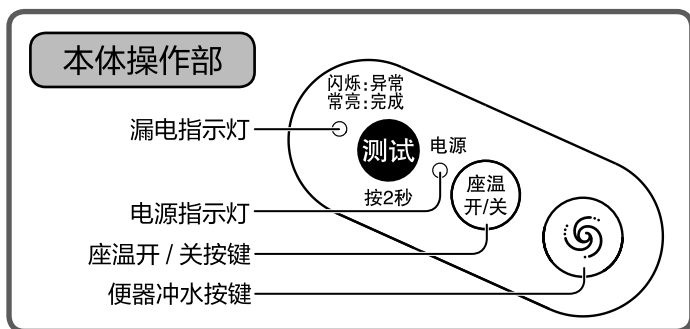 本体操作部
闪烁:异常
常亮:完成
漏电指示灯
测试
电源
按2秒
座温
开/关
电源指示灯
座温开 / 关按键
便器冲水按键